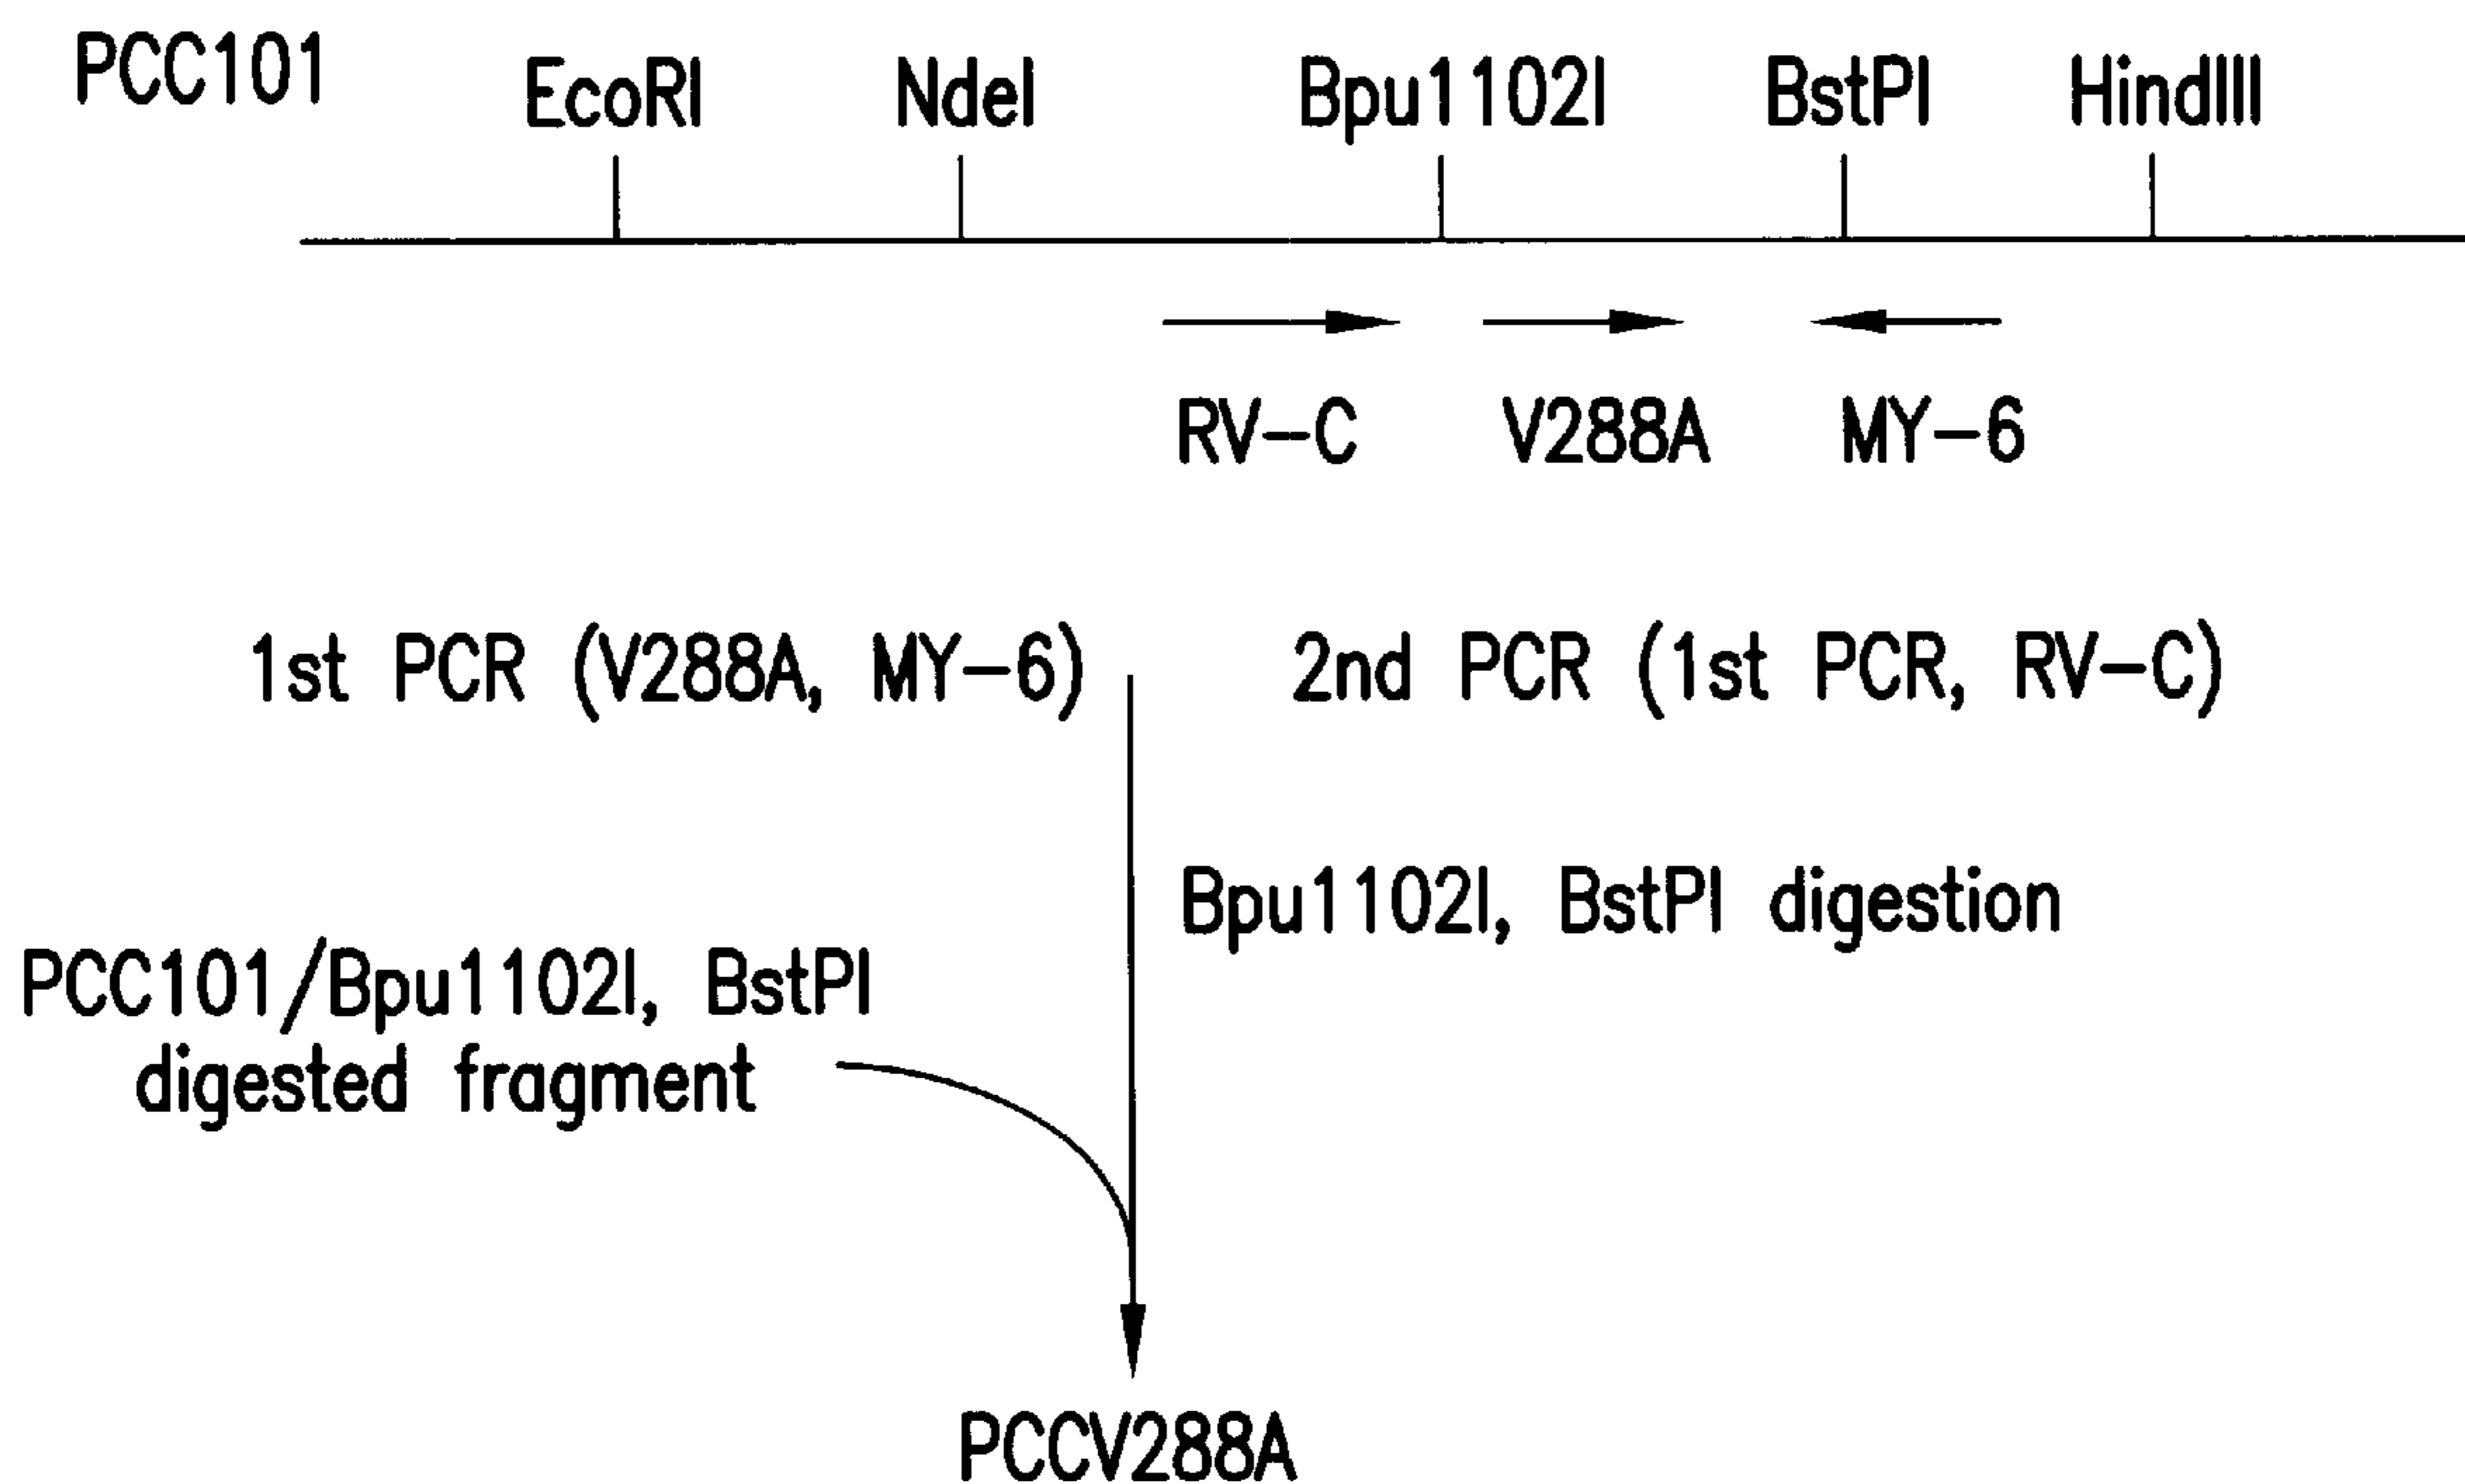 PCC101
EcoRI NdeI Bpu1102I BstPI HindIII
RV-C V288A MY-6
1st PCR (V288A, MY-6) 2nd PCR (1st PCR, RV-C)
Bpu1102I, BstPI digestion
PCC101/Bpu1102I, BstPI
digested fragment
PCCV288A